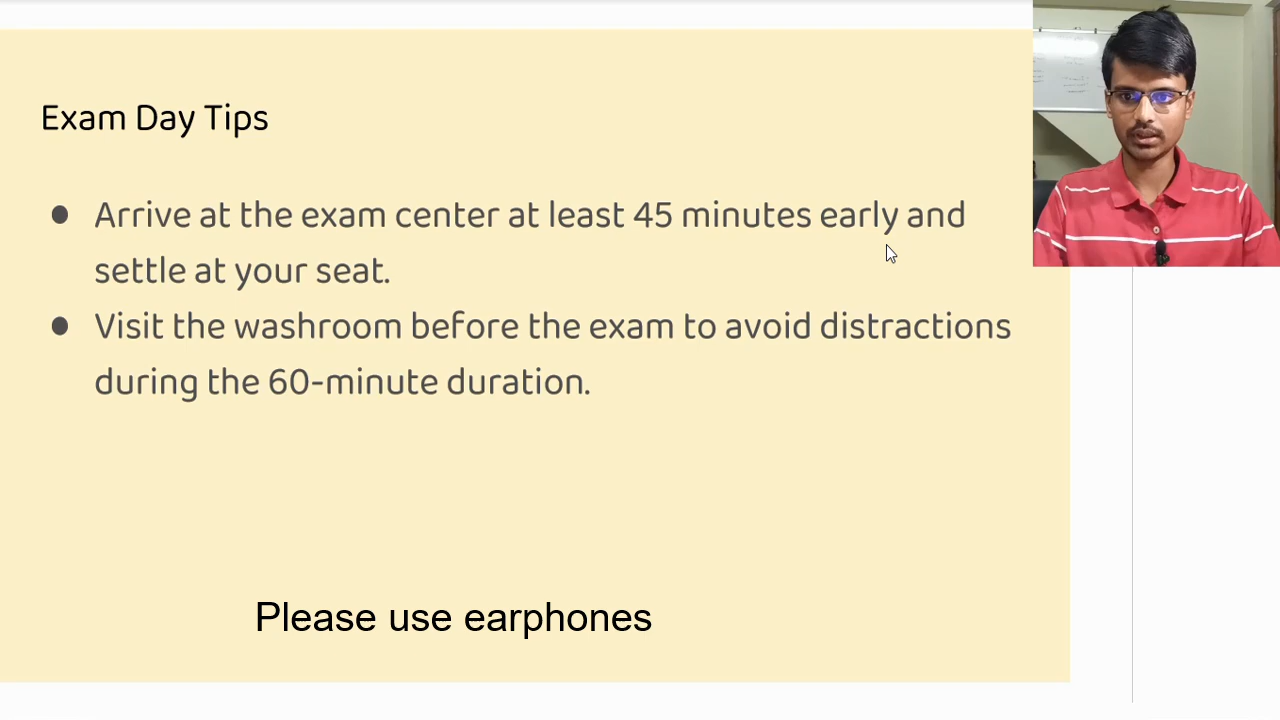 Exam Day Tips
● Arrive at the exam center at least 45 minutes early and
settle at your seat.
● Visit the washroom before the exam to avoid distractions
during the 60-minute duration.
Please use earphones